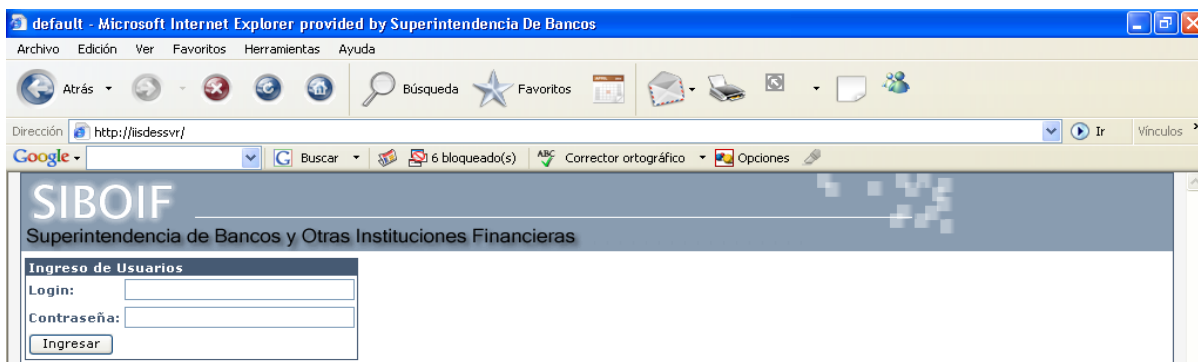 default - Microsoft Internet Explorer provided by Superintendencia De Bancos
Archivo Edición Ver Favoritos Herramientas Ayuda
Atrás Búsqueda Favoritos
Dirección http://iisdessvr/ Ir Vínculos »
Google Buscar 6 bloqueado(s) ABC Corrector ortográfico Opciones
SIBOIF
Superintendencia de Bancos y Otras Instituciones Financieras
Ingreso de Usuarios
Login:
Contraseña:
Ingresar